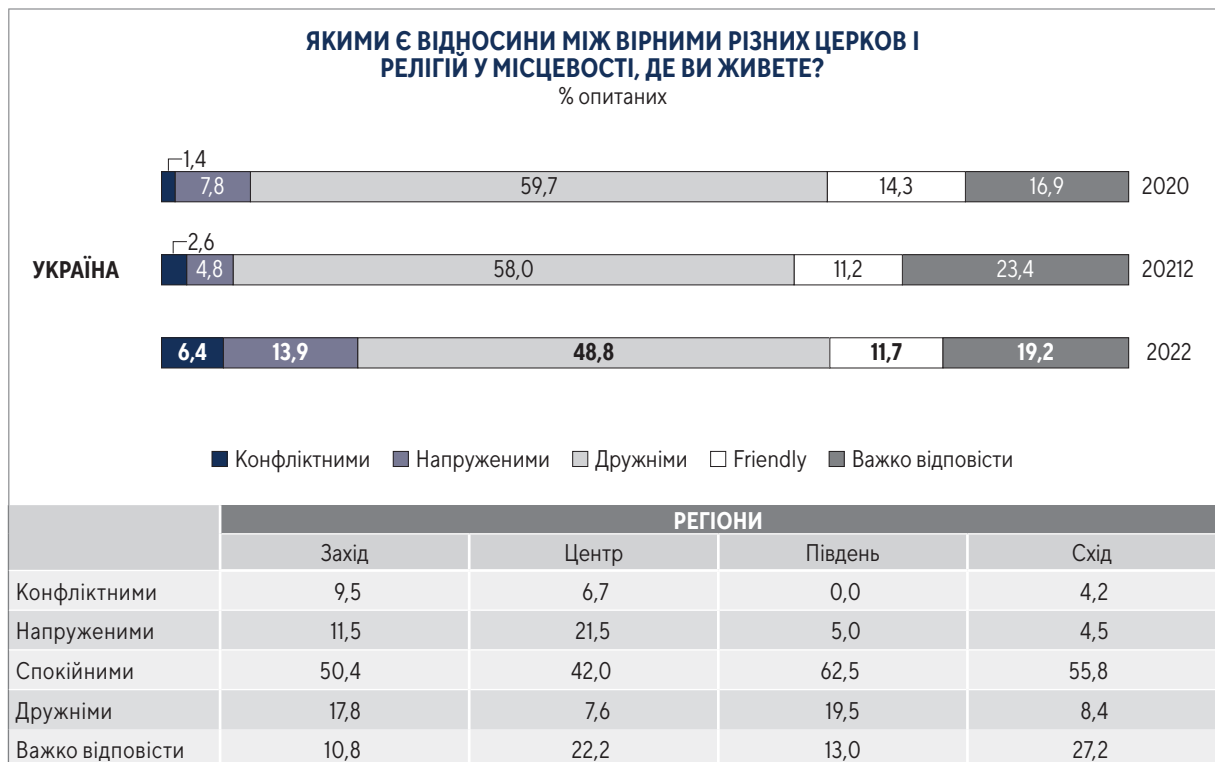 ЯКИМИ Є ВІДНОСИНИ МІЖ ВІРНИМИ РІЗНИХ ЦЕРКОВ І
РЕЛІГІЙ У МІСЦЕВОСТІ, ДЕ ВИ ЖИВЕТЕ?
% опитаних
1,4
7,8 59,7 14,3 16,9 2020
2,6
УКРАЇНА 4,8 58,0 11,2 23,4 20212
6,4 13,9 48,8 11,7 19,2 2022
Конфліктними Напруженими Дружніми Friendly Важко відповісти
РЕГІОНИ
Захід Центр Південь Схід
Конфліктними 9,5 6,7 0,0 4,2
Напруженими 11,5 21,5 5,0 4,5
Спокійними 50,4 42,0 62,5 55,8
Дружніми 17,8 7,6 19,5 8,4
Важко відповісти 10,8 22,2 13,0 27,2